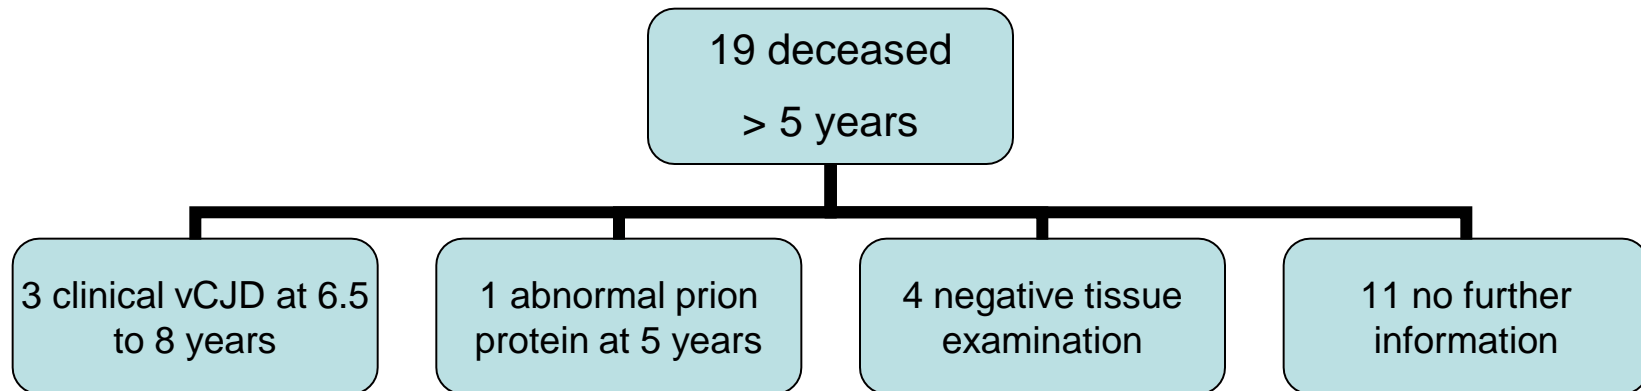 19 deceased
> 5 years
3 clinical vCJD at 6.5
to 8 years
1 abnormal prion
protein at 5 years
4 negative tissue
examination
11 no further
information